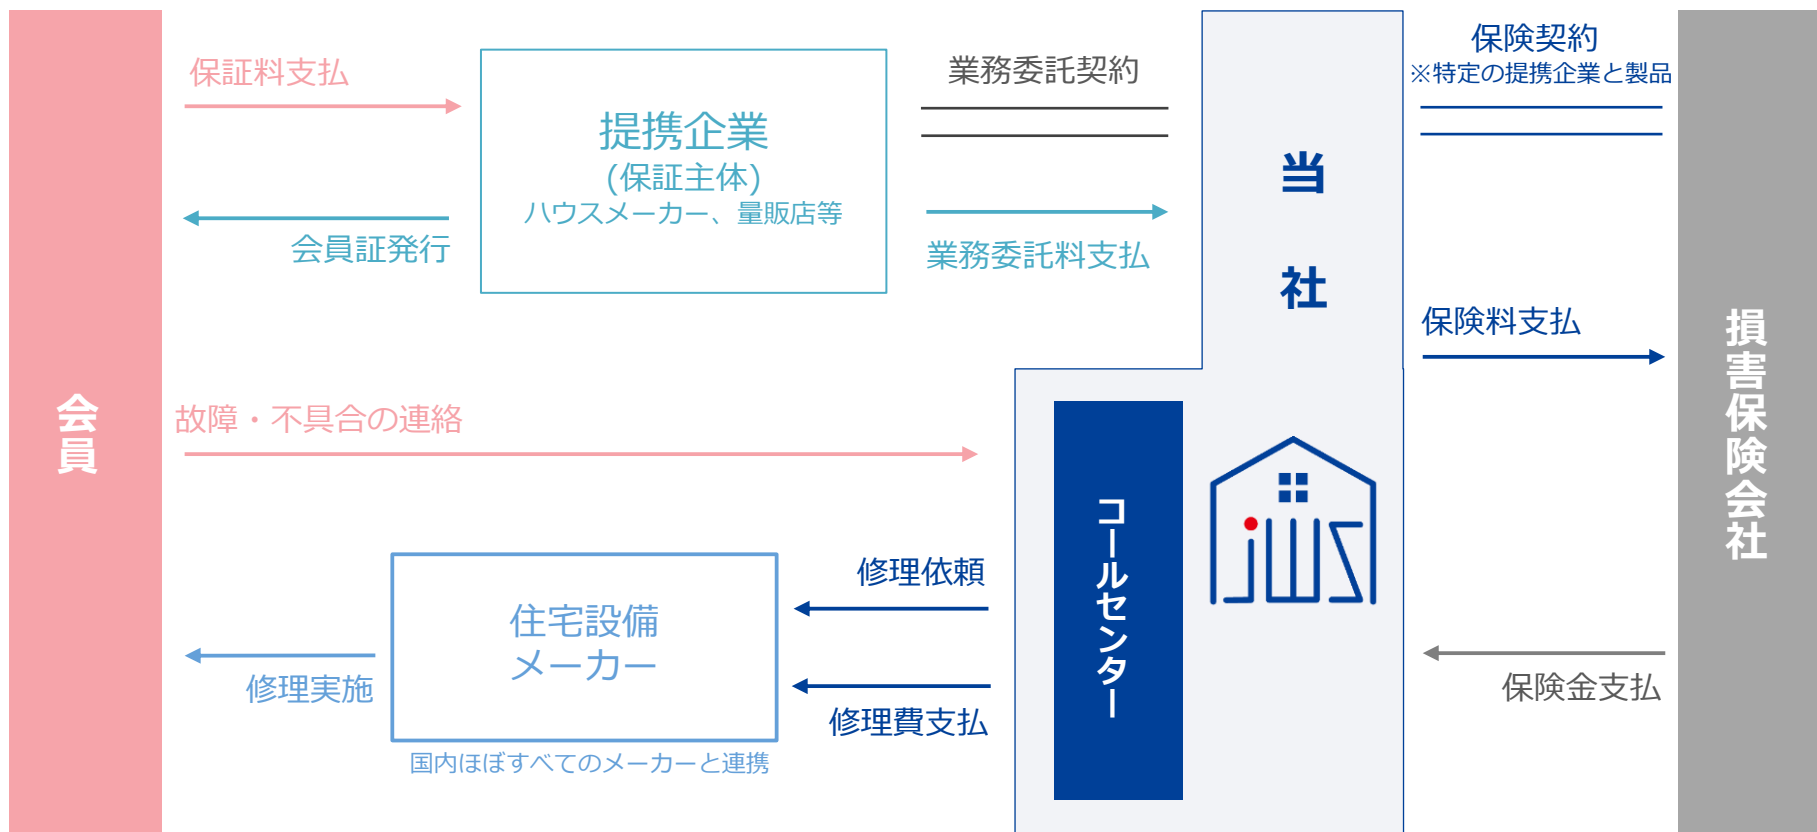 会員
保証料支払
会員証発行
提携企業
(保証主体)
ハウスメーカー、量販店等
業務委託契約
業務委託料支払
当社
保険契約
※特定の提携企業と製品
保険料支払
損害保険会社
故障・不具合の連絡
コールセンター
jws
修理依頼
修理費支払
住宅設備
メーカー
国内ほぼすべてのメーカーと連携
修理実施
保険金支払